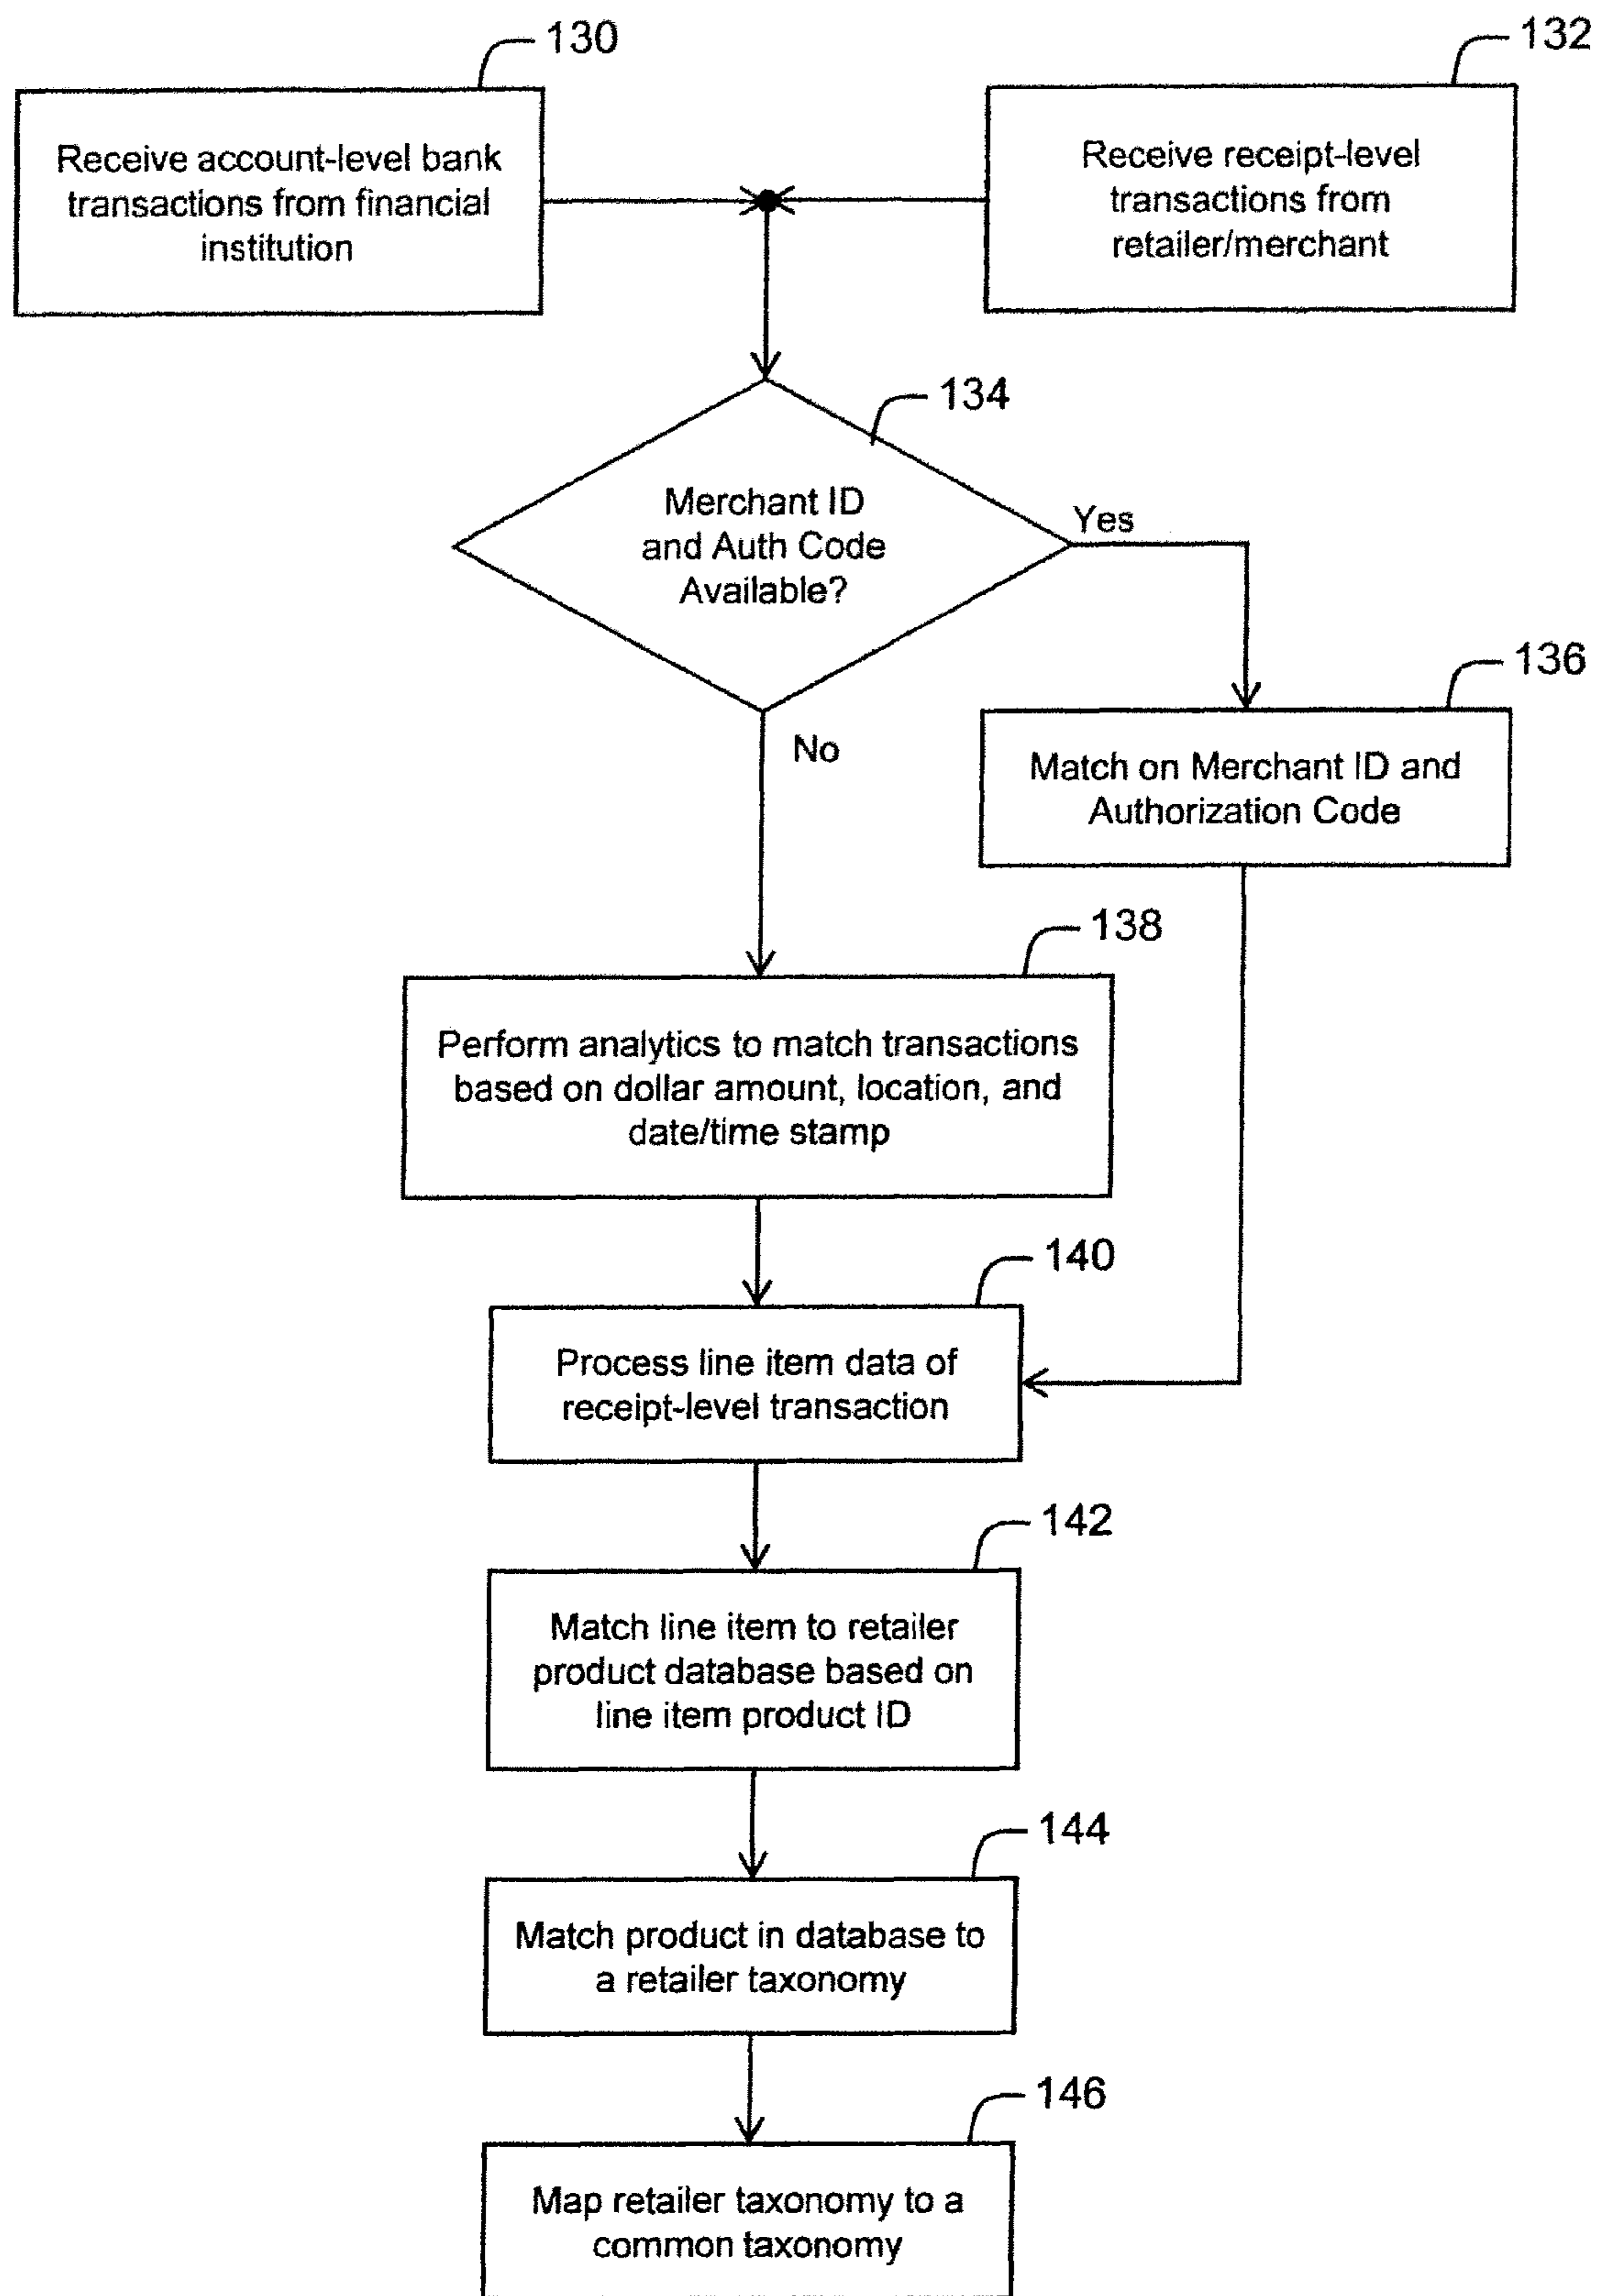 130
132
Receive account-level bank
transactions from financial
institution
Receive receipt-level
transactions from
retailer/merchant
134
Merchant ID
and Auth Code
Available?
Yes
No
136
Match on Merchant ID and
Authorization Code
138
Perform analytics to match transactions
based on dollar amount, location, and
date/time stamp
140
Process line item data of
receipt-level transaction
142
Match line item to retailer
product database based on
line item product ID
144
Match product in database to
a retailer taxonomy
146
Map retailer taxonomy to a
common taxonomy